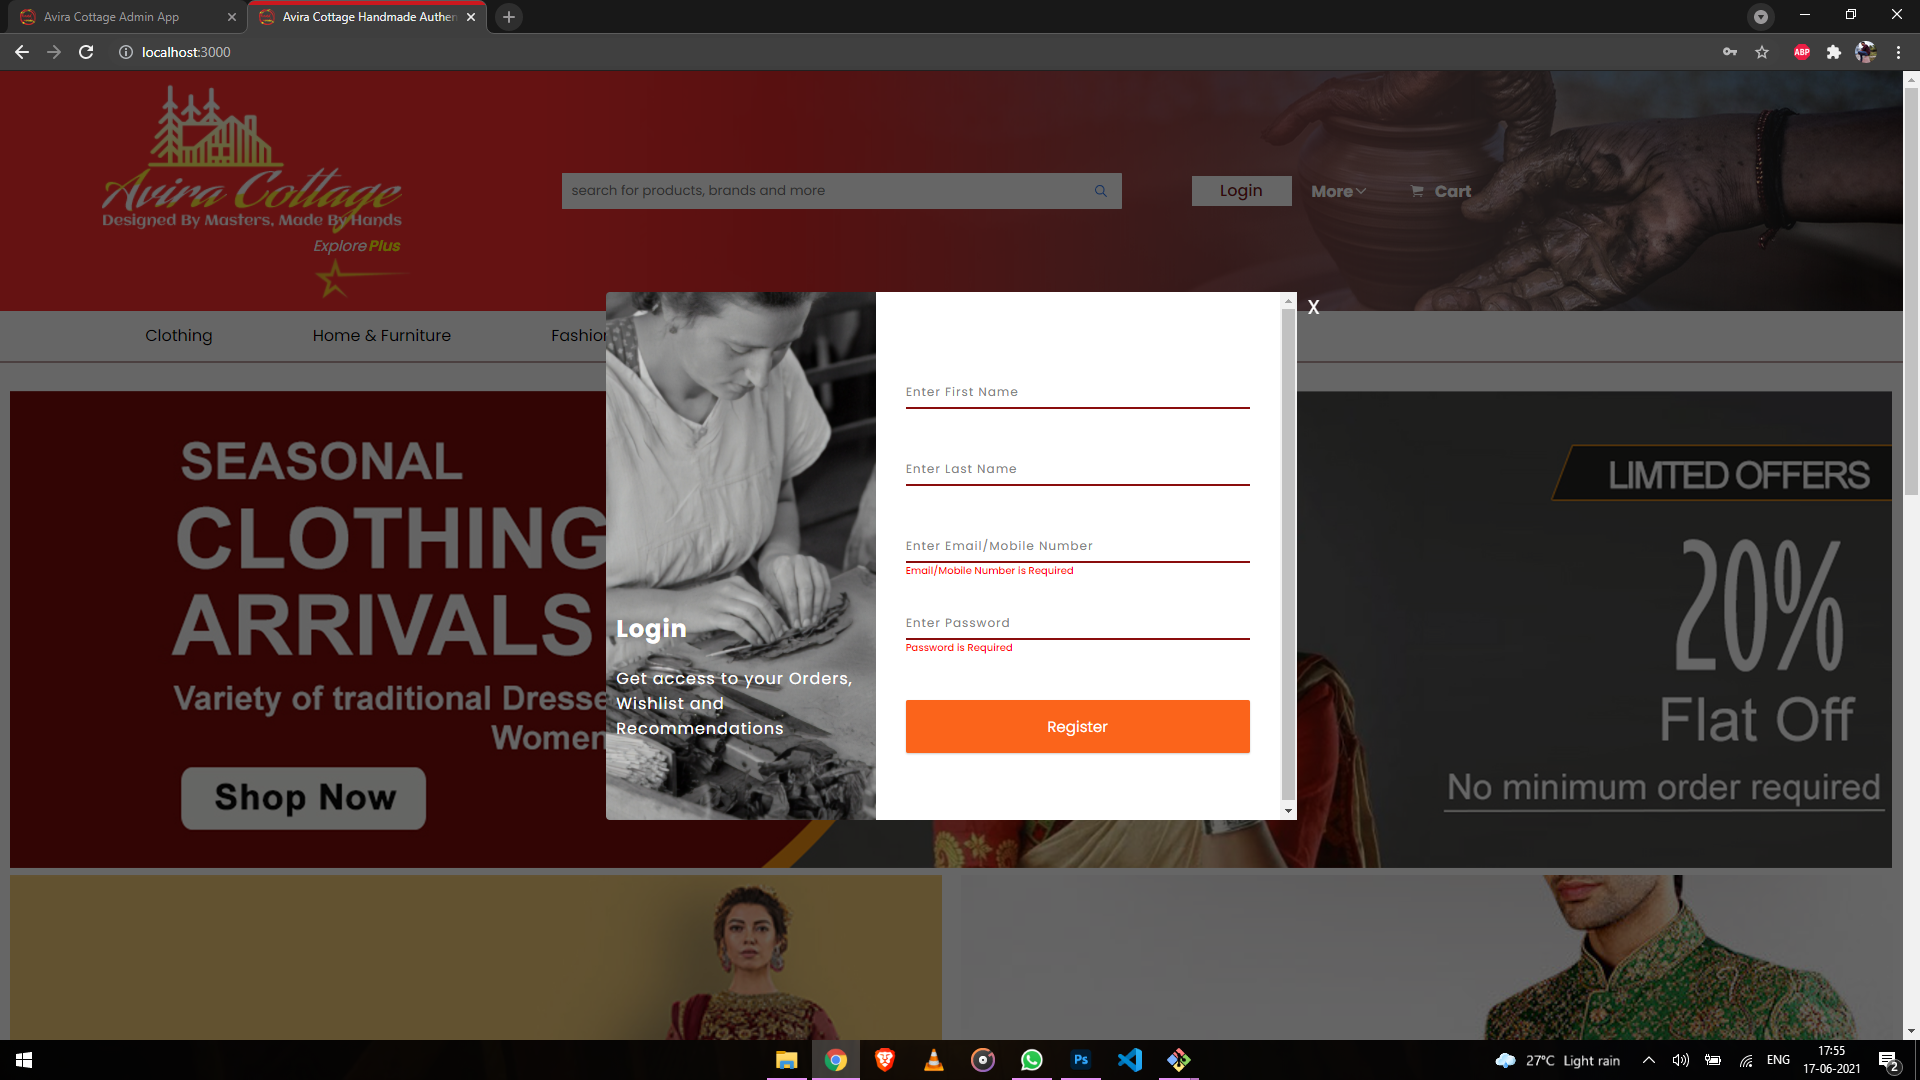 Avira Cottage Admin App
Avira Cottage Handmade Authen
localhost:3000
ABP
Avira Cottage
Designed By Masters, Made By Hands
Explore Plus
search for products, brands and more
Login
More
Cart
Clothing
Home & Furniture
Fashion
X
SEASONAL
CLOTHING
ARRIVALS
Variety of traditional Dresse
Women
Shop Now
Login
Get access to your Orders,
Wishlist and
Recommendations
Enter First Name
Enter Last Name
Enter Email/Mobile Number
Email/Mobile Number is Required
Enter Password
Password is Required
Register
LIMTED OFFERS
20%
Flat Off
No minimum order required
Ps
27°C Light rain
ENG
17:55
17-06-2021
2